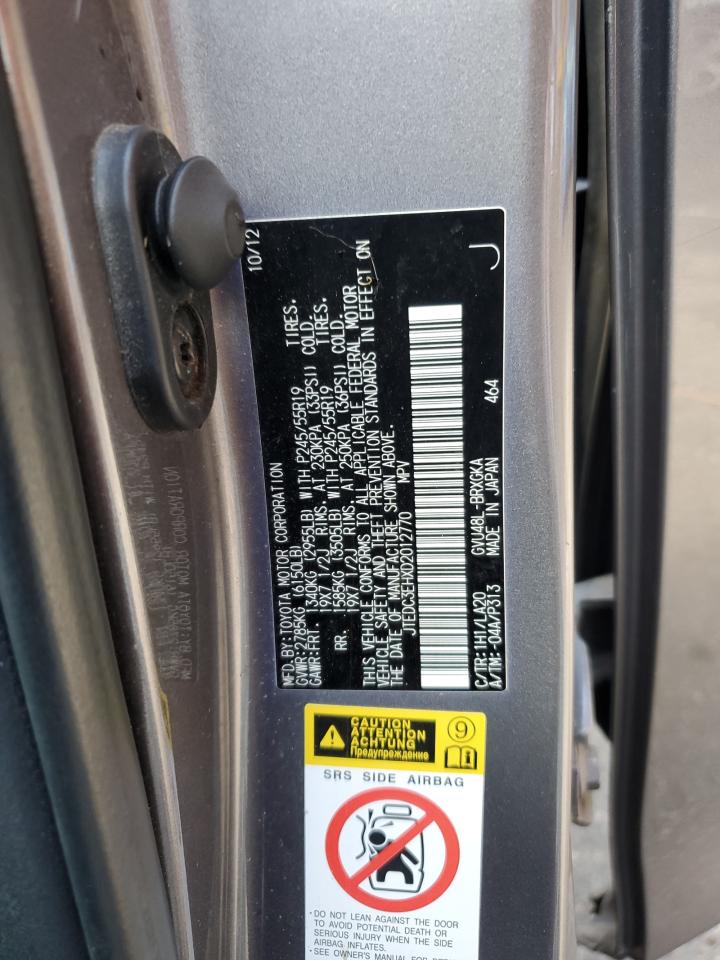 MFD.BY:TOYOTA MOTOR CORPORATION 10/12
GVWR:2785KG (6150LB)
GAWR:FRT. 1340KG (2955LB) WITH P245/55R19 TIRES.
19X7 1/2J RIMS. AT 230KPA (33PSI) COLD.
RR. 1585KG (3505LB) WITH P245/55R19 TIRES.
19X7 1/2J RIMS. AT 250KPA (36PSI) COLD.
THIS VEHICLE CONFORMS TO ALL APPLICABLE FEDERAL MOTOR
VEHICLE SAFETY AND THEFT PREVENTION STANDARDS IN EFFECT ON
THE DATE OF MANUFACTURE SHOWN ABOVE.
JTEDC3EH0D2012770 MPV
C/TR:1H1/LA20 GVU48L-BRXGKA
A/TM:-04A/P313 MADE IN JAPAN 464
J
CAUTION
ATTENTION
ACHTUNG
Предупреждение
9
SRS SIDE AIRBAG
· DO NOT LEAN AGAINST THE DOOR
TO AVOID POTENTIAL DEATH OR
SERIOUS INJURY WHEN THE SIDE
AIRBAG INFLATES.
· SEE OWNER'S MANUAL FOR